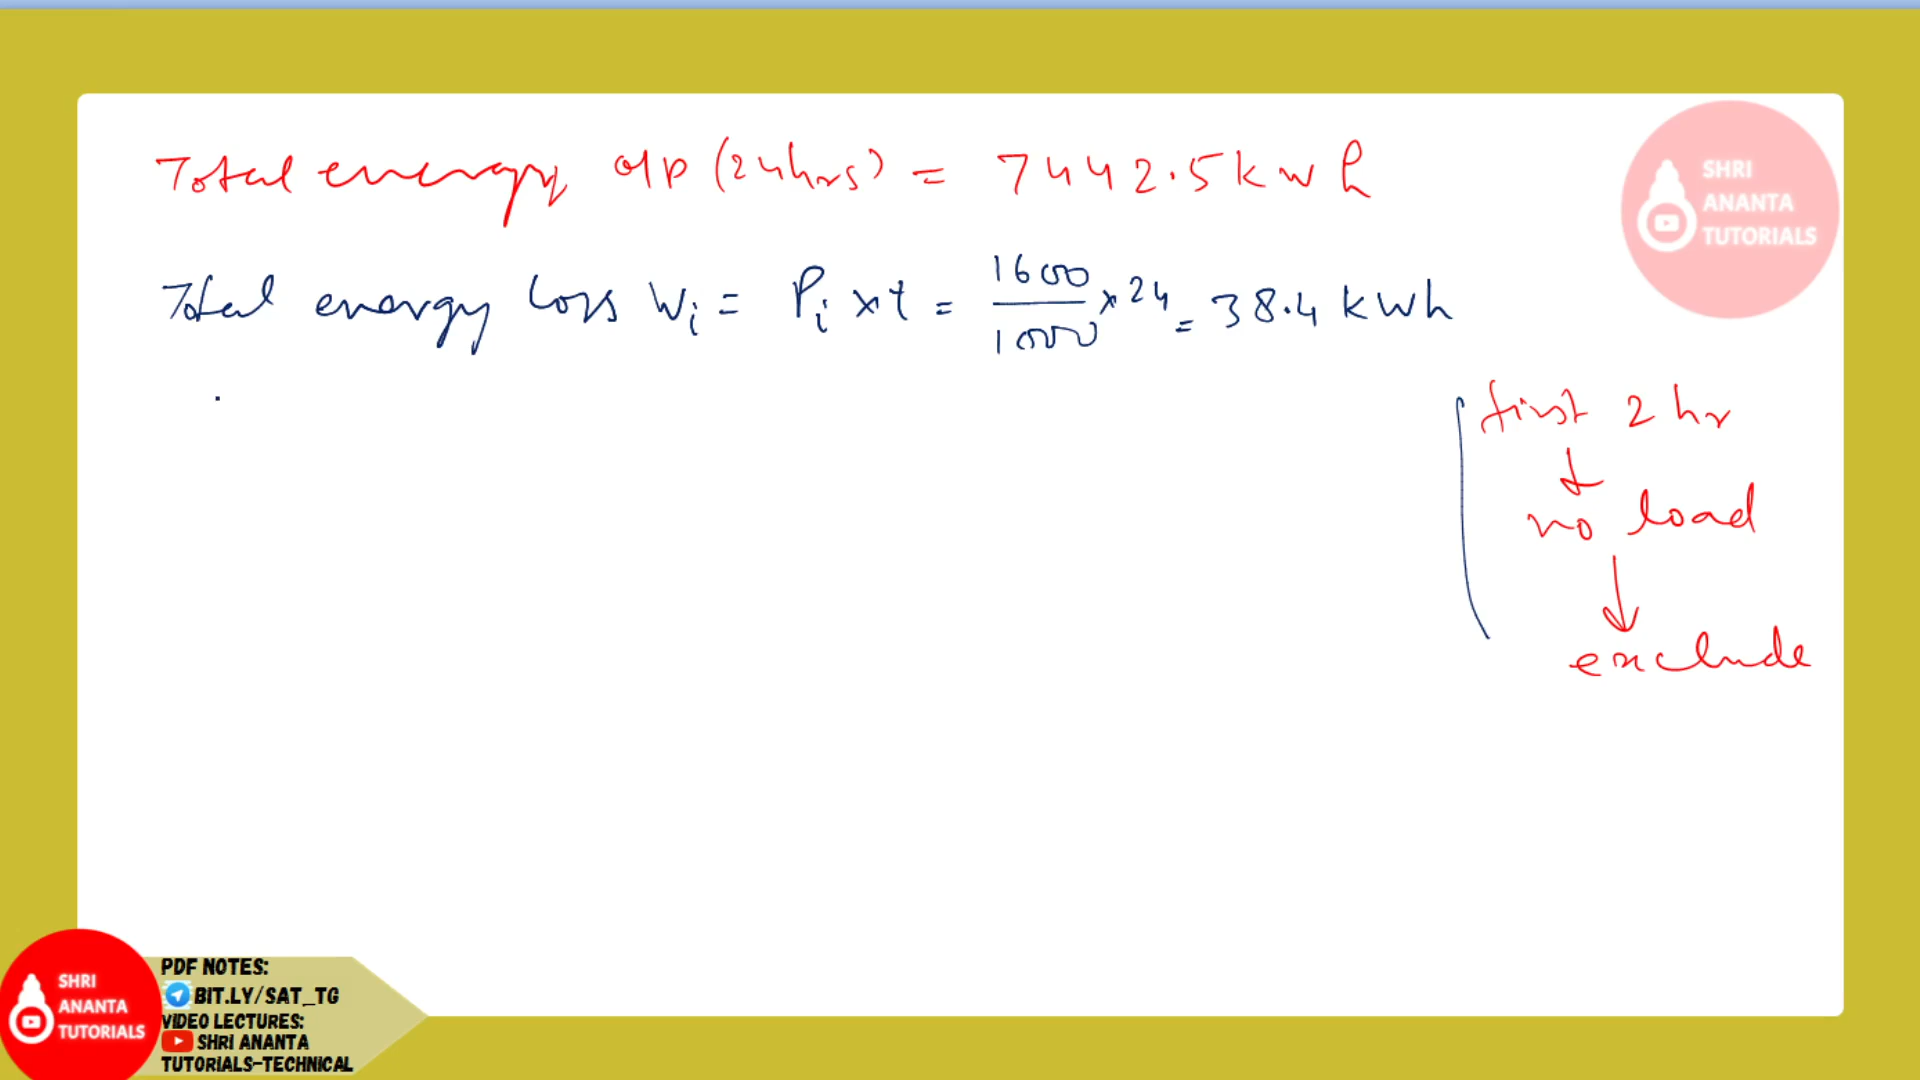 Total energy o/p (24hrs) = 7442.5kwh
Total energy loss Wi = Pi x t = 1600/1000 x 24 = 38.4 kwh
first 2 hr
no load
exclude
SHRI
ANANTA
TUTORIALS
SHRI
ANANTA
TUTORIALS
PDF NOTES:
BIT.LY/SAT_TG
VIDEO LECTURES:
SHRI ANANTA
TUTORIALS-TECHNICAL